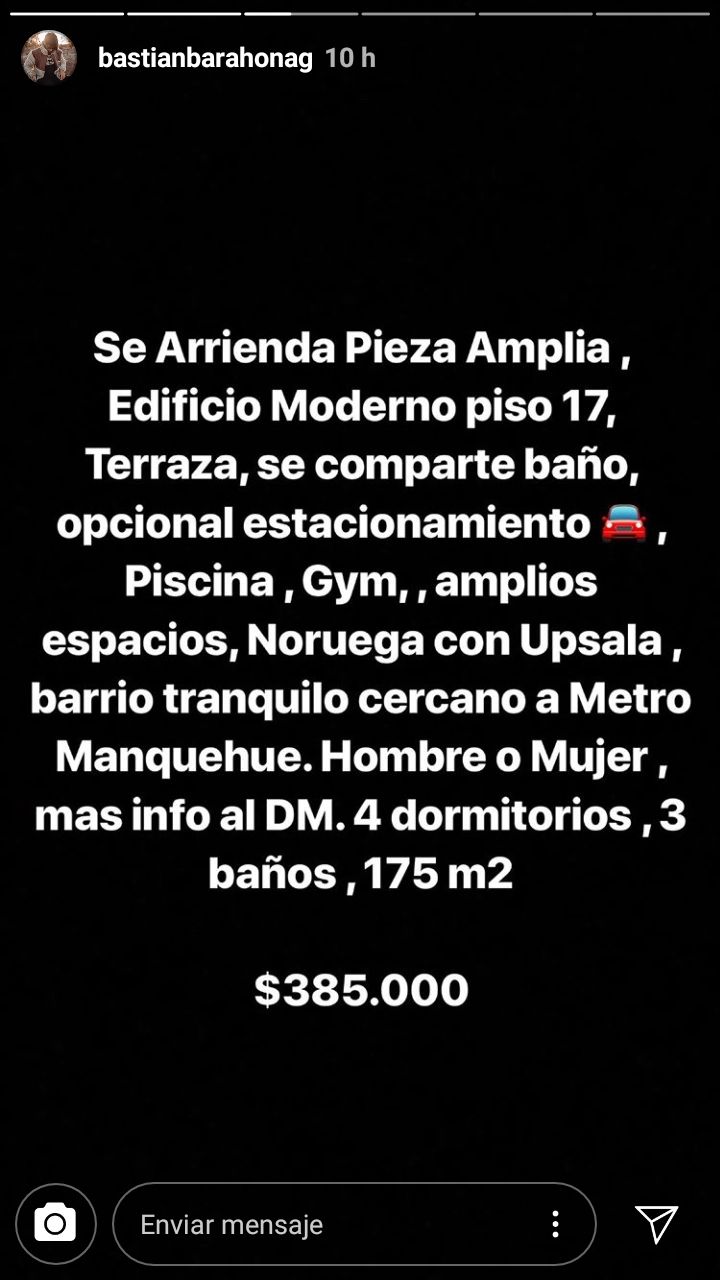 bastianbarahonag 10 h
Se Arrienda Pieza Amplia ,
Edificio Moderno piso 17,
Terraza, se comparte baño,
opcional estacionamiento 🚘 ,
Piscina , Gym, , amplios
espacios, Noruega con Upsala ,
barrio tranquilo cercano a Metro
Manquehue. Hombre o Mujer ,
mas info al DM. 4 dormitorios , 3
baños , 175 m2
$385.000
Enviar mensaje